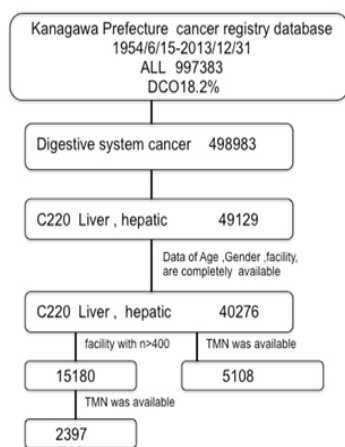 Kanagawa Prefecture cancer registry database
1954/6/15-2013/12/31
ALL 997383
DCO18.2%
Digestive system cancer 498983
C220 Liver , hepatic 49129
Data of Age ,Gender ,facility,
are completely available
C220 Liver , hepatic 40276
facility with n>400
TMN was available
15180
5108
TMN was available
2397